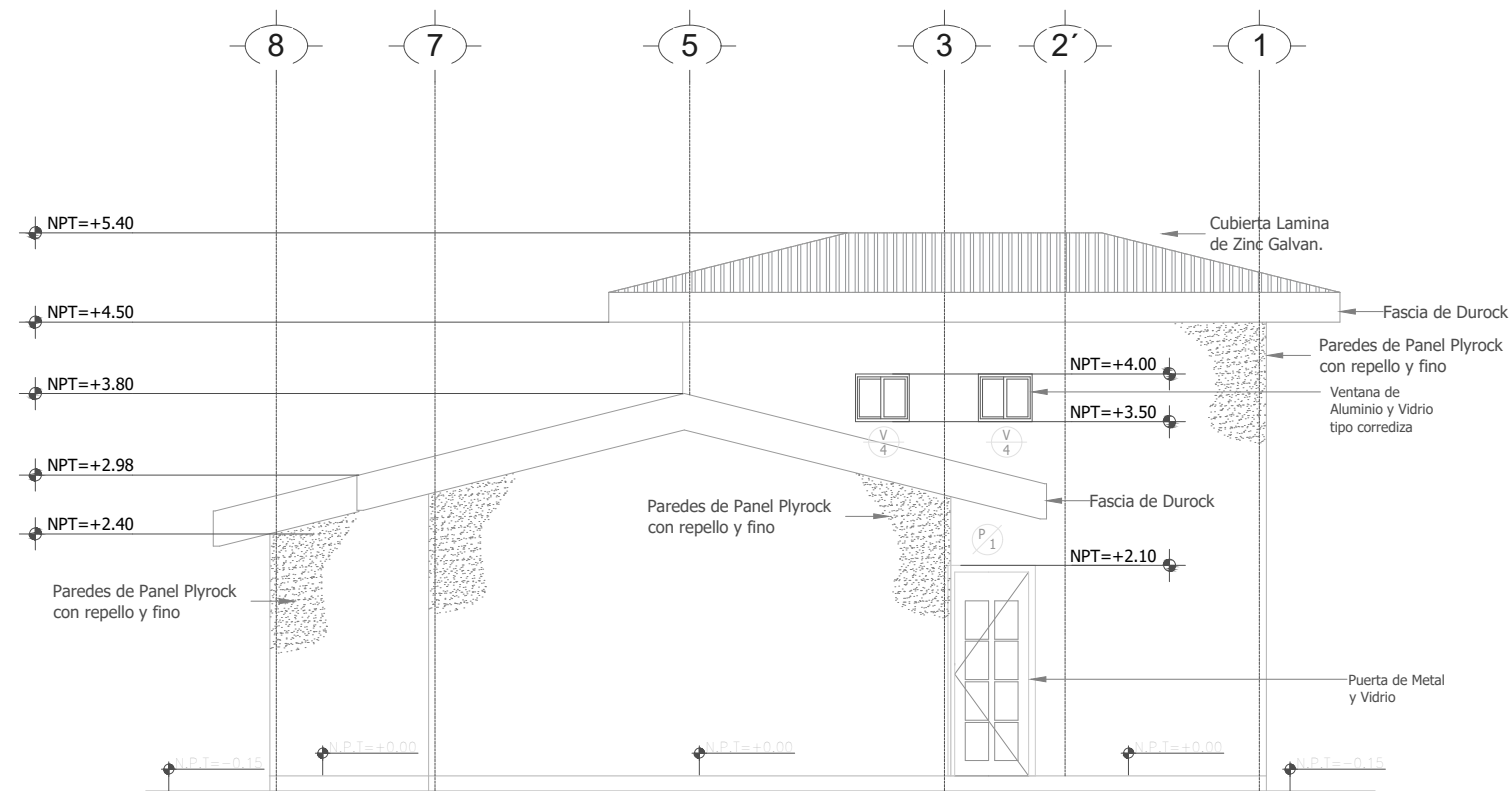 8 7 5 3 2´ 1
NPT=+5.40
Cubierta Lamina
de Zinc Galvan.
NPT=+4.50
Fascia de Durock
Paredes de Panel Plyrock
con repello y fino
NPT=+4.00
NPT=+3.80
Ventana de
Aluminio y Vidrio
tipo corrediza
NPT=+3.50
V
4
V
4
NPT=+2.98
Paredes de Panel Plyrock
con repello y fino
Fascia de Durock
NPT=+2.40
P
1
NPT=+2.10
Paredes de Panel Plyrock
con repello y fino
Puerta de Metal
y Vidrio
N.P.T=-0.15
N.P.T=+0.00
N.P.T=+0.00
N.P.T=+0.00
N.P.T=-0.15